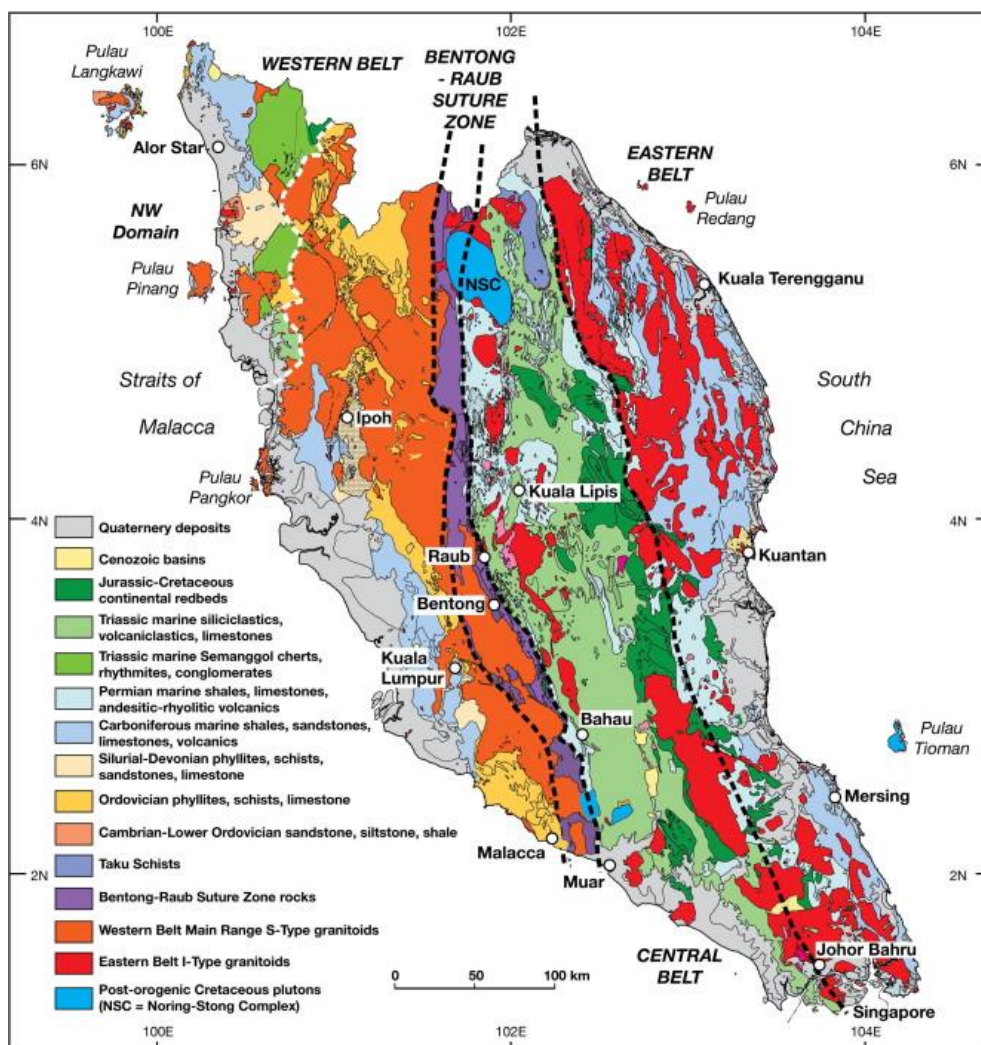 100E
102E
104E
Pulau
Langkawi
WESTERN BELT
BENTONG
- RAUB
SUTURE
ZONE
Alor Star
6N
6N
EASTERN
BELT
Pulau
Redang
NW
Domain
Pulau
Pinang
NSC
Kuala Terengganu
Straits of
Malacca
South
China
Sea
Ipoh
Pulau
Pangkor
Kuala Lipis
4N
4N
Quaternery deposits
Cenozoic basins
Jurassic-Cretaceous
continental redbeds
Triassic marine siliciclastics,
volcaniclastics, limestones
Triassic marine Semanggol cherts,
rhythmites, conglomerates
Permian marine shales, limestones,
andesitic-rhyolitic volcanics
Carboniferous marine shales, sandstones,
limestones, volcanics
Silurial-Devonian phyllites, schists,
sandstones, limestone
Ordovician phyllites, schists, limestone
Cambrian-Lower Ordovician sandstone, siltstone, shale
Taku Schists
Bentong-Raub Suture Zone rocks
Western Belt Main Range S-Type granitoids
Eastern Belt I-Type granitoids
Post-orogenic Cretaceous plutons
(NSC = Noring-Stong Complex)
Kuantan
Raub
Bentong
Kuala
Lumpur
Bahau
Pulau
Tioman
Mersing
Malacca
Muar
2N
2N
CENTRAL
BELT
Johor Bahru
Singapore
0
50
100 km
100E
102E
104E